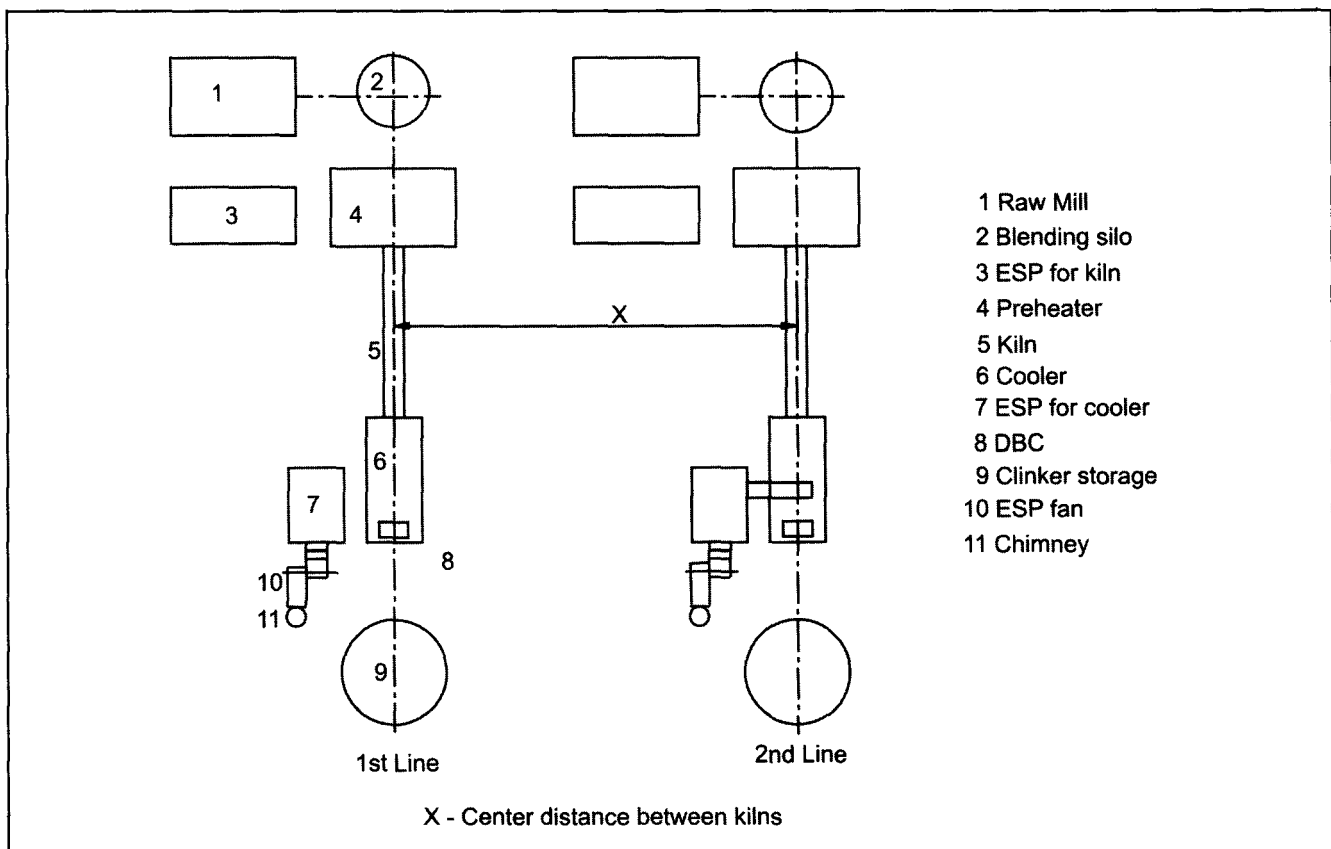 1
2
3
4
X
5
6
7
8
10
11
9
1st Line
2nd Line
X - Center distance between kilns
1 Raw Mill
2 Blending silo
3 ESP for kiln
4 Preheater
5 Kiln
6 Cooler
7 ESP for cooler
8 DBC
9 Clinker storage
10 ESP fan
11 Chimney